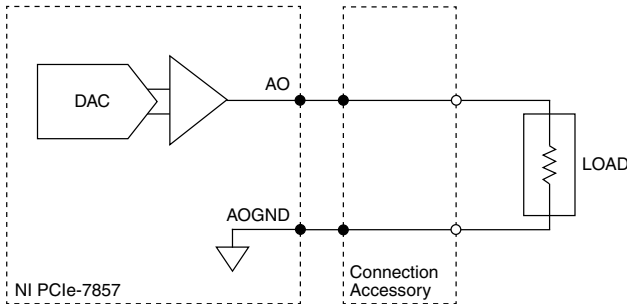 DAC
AO
LOAD
AOGND
NI PCIe-7857
Connection
Accessory